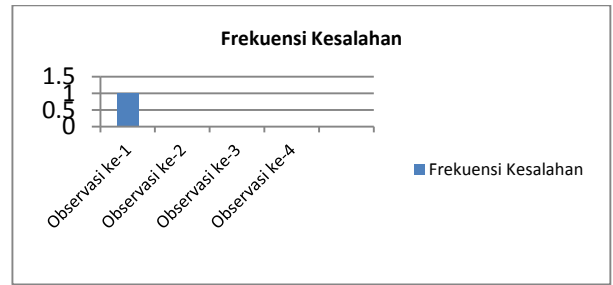 Frekuensi Kesalahan
1.5
1
0.5
0
Observasi ke-1
Observasi ke-2
Observasi ke-3
Observasi ke-4
Frekuensi Kesalahan